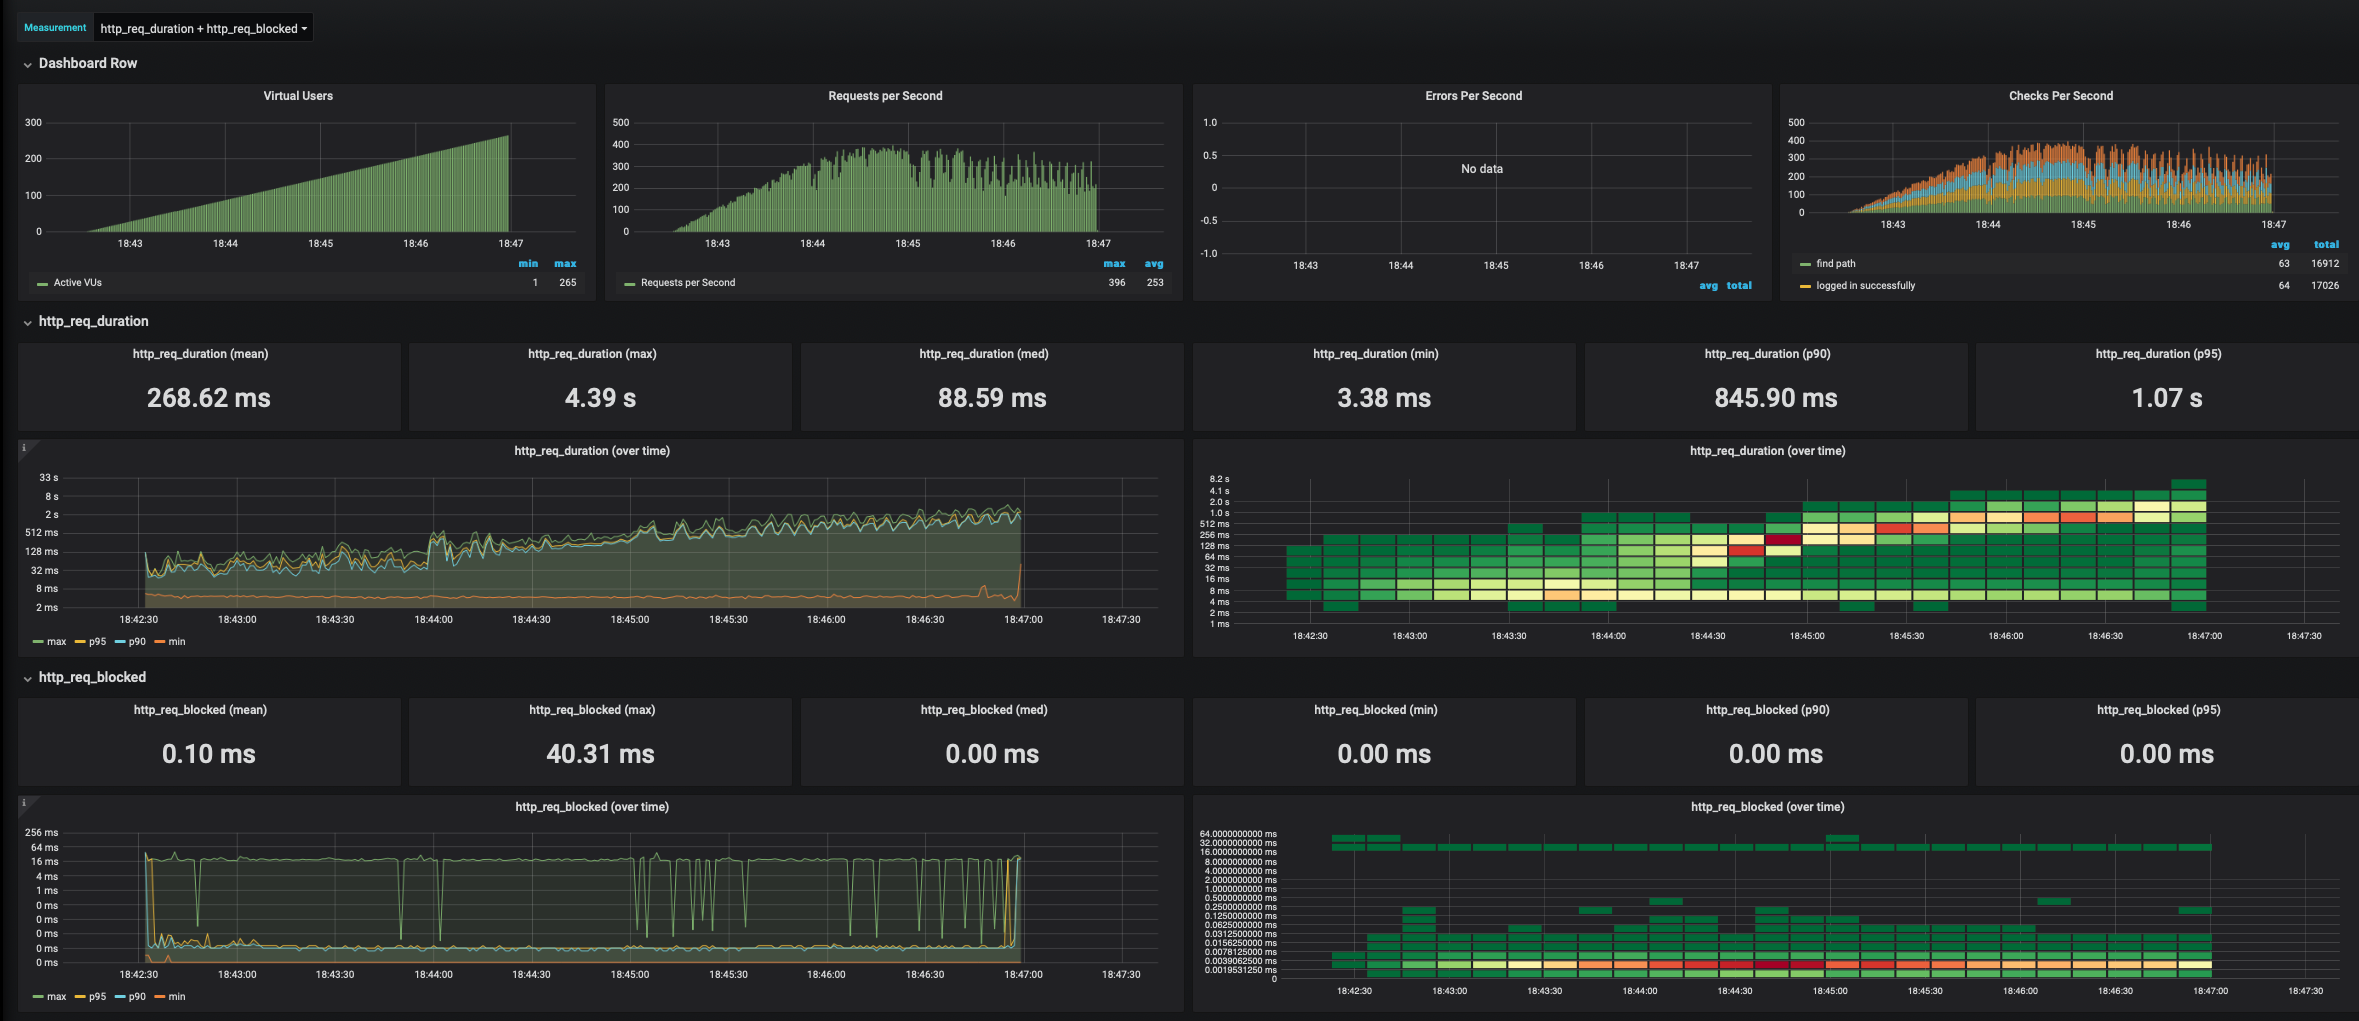 Measurement http_req_duration + http_req_blocked
Dashboard Row
Virtual Users
300
200
100
0
18:43 18:44 18:45 18:46 18:47
min max
Active VUs 1 265
Requests per Second
500
400
300
200
100
0
18:43 18:44 18:45 18:46 18:47
max avg
Requests per Second 396 253
Errors Per Second
1.0
0.5
0
-0.5
-1.0
No data
18:43 18:44 18:45 18:46 18:47
avg total
Checks Per Second
500
400
300
200
100
0
18:43 18:44 18:45 18:46 18:47
avg total
find path 63 16912
logged in successfully 64 17026
http_req_duration
http_req_duration (mean)
268.62 ms
http_req_duration (max)
4.39 s
http_req_duration (med)
88.59 ms
http_req_duration (min)
3.38 ms
http_req_duration (p90)
845.90 ms
http_req_duration (p95)
1.07 s
http_req_duration (over time)
33 s
8 s
2 s
512 ms
128 ms
32 ms
8 ms
2 ms
18:42:30 18:43:00 18:43:30 18:44:00 18:44:30 18:45:00 18:45:30 18:46:00 18:46:30 18:47:00 18:47:30
max p95 p90 min
http_req_duration (over time)
8.2 s
4.1 s
2.0 s
1.0 s
512 ms
256 ms
128 ms
64 ms
32 ms
16 ms
8 ms
4 ms
2 ms
1 ms
18:42:30 18:43:00 18:43:30 18:44:00 18:44:30 18:45:00 18:45:30 18:46:00 18:46:30 18:47:00 18:47:30
http_req_blocked
http_req_blocked (mean)
0.10 ms
http_req_blocked (max)
40.31 ms
http_req_blocked (med)
0.00 ms
http_req_blocked (min)
0.00 ms
http_req_blocked (p90)
0.00 ms
http_req_blocked (p95)
0.00 ms
http_req_blocked (over time)
256 ms
64 ms
16 ms
4 ms
1 ms
0 ms
0 ms
0 ms
0 ms
0 ms
18:42:30 18:43:00 18:43:30 18:44:00 18:44:30 18:45:00 18:45:30 18:46:00 18:46:30 18:47:00 18:47:30
max p95 p90 min
http_req_blocked (over time)
64.0000000000 ms
32.0000000000 ms
16.0000000000 ms
8.0000000000 ms
4.0000000000 ms
2.0000000000 ms
1.0000000000 ms
0.5000000000 ms
0.2500000000 ms
0.1250000000 ms
0.0625000000 ms
0.0312500000 ms
0.0156250000 ms
0.007812500 ms
0.0039062500 ms
0.0019531250 ms
0
18:42:30 18:43:00 18:43:30 18:44:00 18:44:30 18:45:00 18:45:30 18:46:00 18:46:30 18:47:00 18:47:30